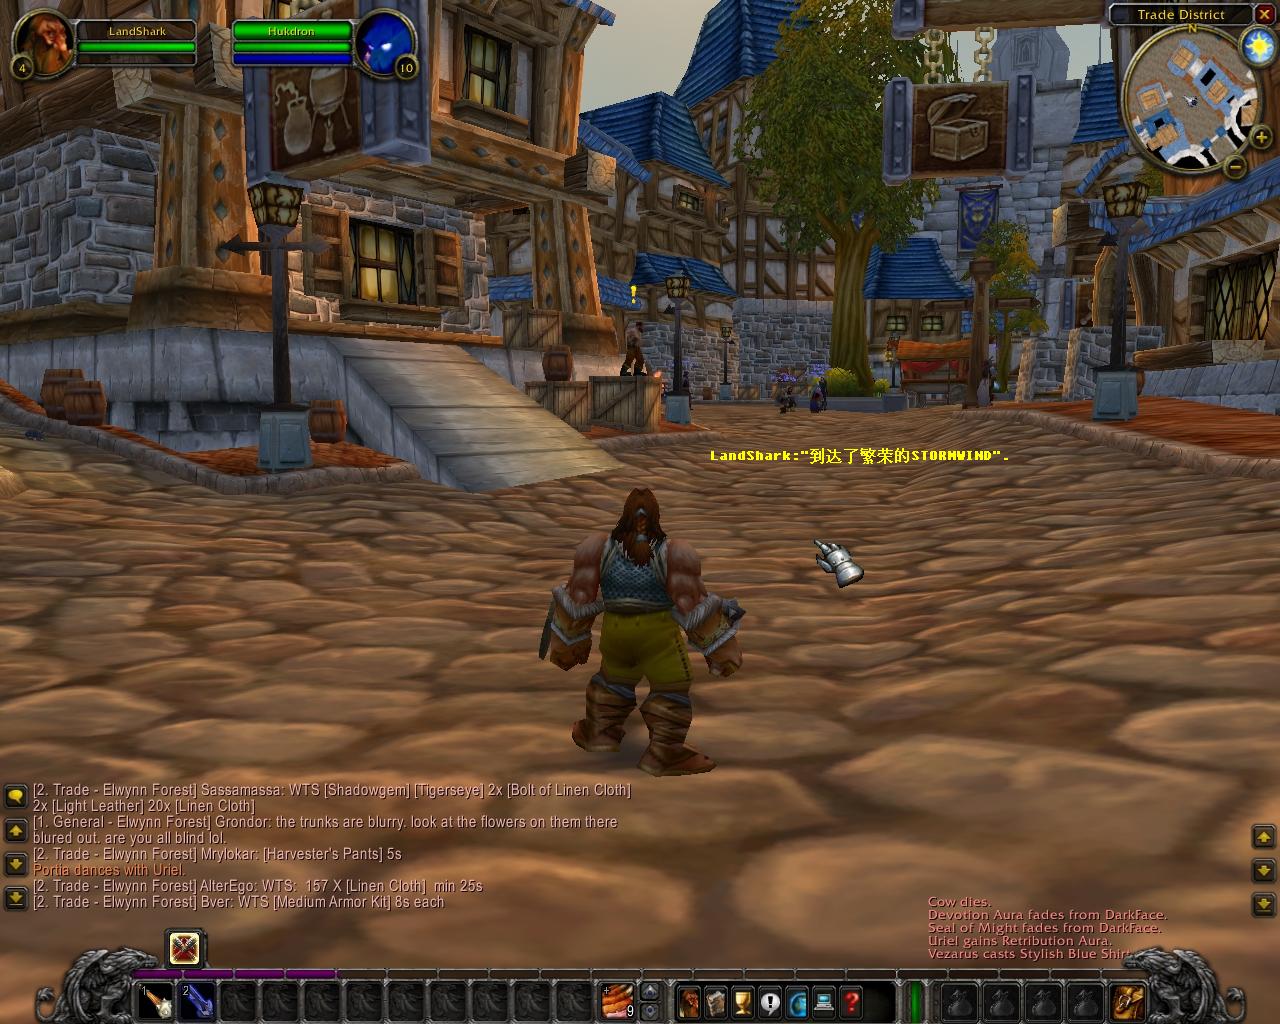 LandShark
4
Hukdron
10
Trade District
N
LandShark:"到达了繁荣的STORMWIND".
[2. Trade - Elwynn Forest] Sassamassa: WTS [Shadowgem] [Tigerseye] 2x [Bolt of Linen Cloth]
2x [Light Leather] 20x [Linen Cloth]
[1. General - Elwynn Forest] Grondor: the trunks are blurry. look at the flowers on them there
blured out. are you all blind lol.
[2. Trade - Elwynn Forest] Mrylokar: [Harvester's Pants] 5s
Portia dances with Uriel.
[2. Trade - Elwynn Forest] AlterEgo: WTS: 157 X [Linen Cloth] min 25s
[2. Trade - Elwynn Forest] Bver: WTS [Medium Armor Kit] 8s each
Cow dies.
Devotion Aura fades from DarkFace.
Seal of Might fades from DarkFace.
Uriel gains Retribution Aura.
Vezarus casts Stylish Blue Shirt.
1
2
9